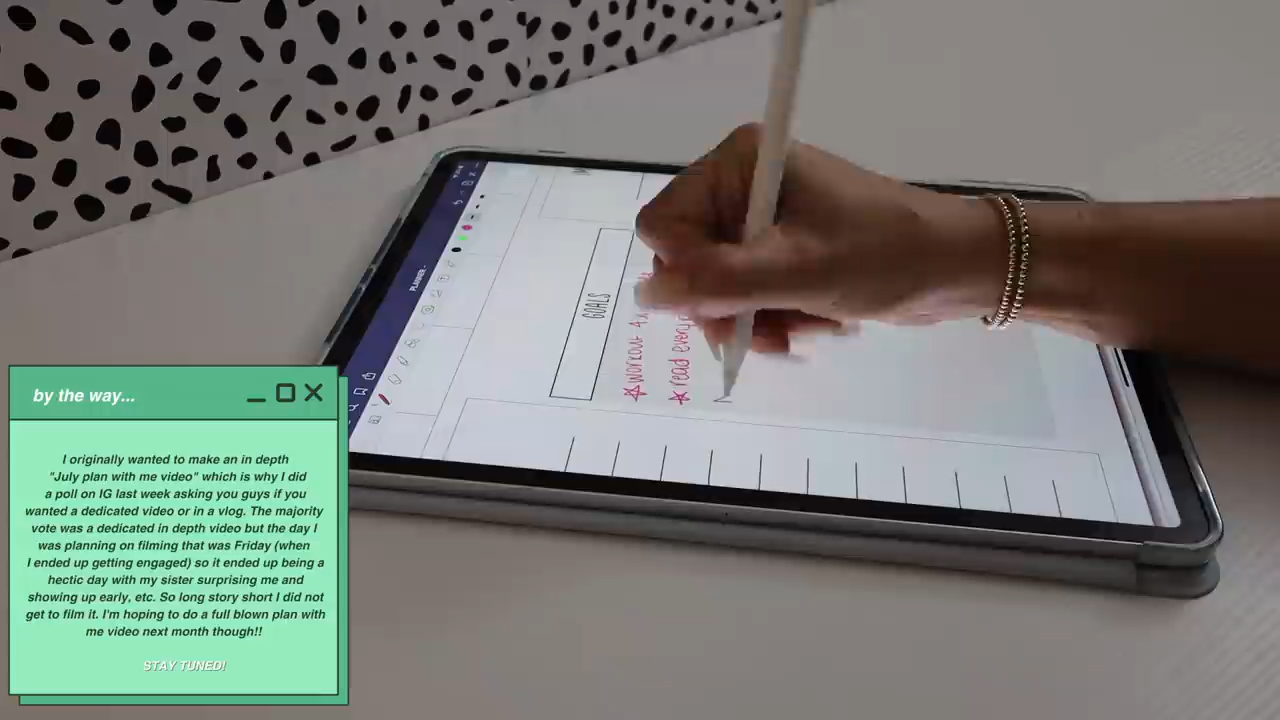 by the way...
I originally wanted to make an in depth
"July plan with me video" which is why I did
a poll on IG last week asking you guys if you
wanted a dedicated video or in a vlog. The majority
vote was a dedicated in depth video but the day I
was planning on filming that was Friday (when
I ended up getting engaged) so it ended up being a
hectic day with my sister surprising me and
showing up early, etc. So long story short I did not
get to film it. I'm hoping to do a full blown plan with
me video next month though!!
STAY TUNED!
PLANNER
GOALS
workout
read